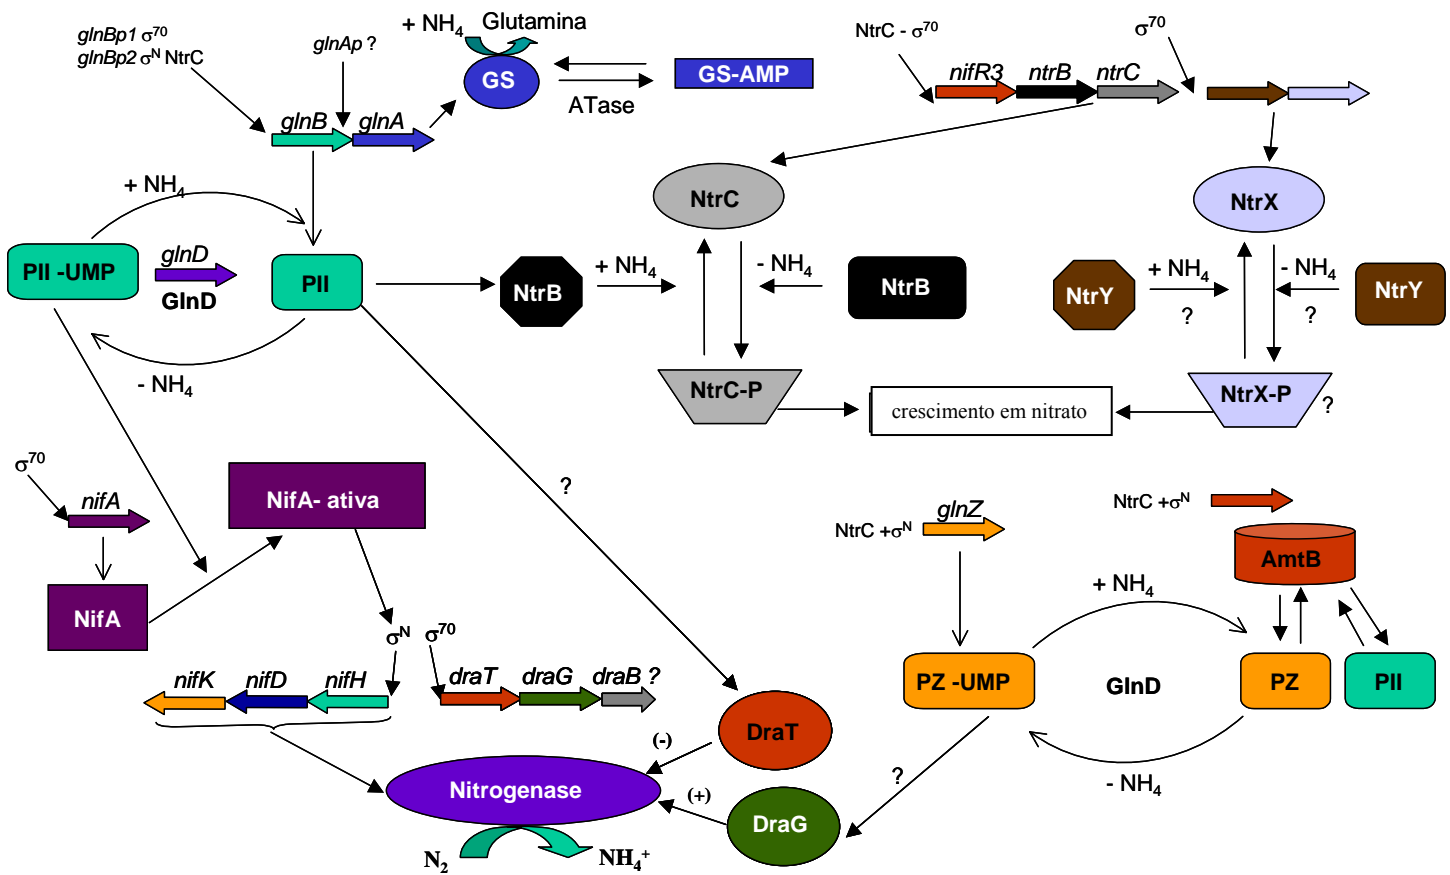 glnBp1 σ70
glnBp2 σN NtrC
glnAp ?
+ NH4
Glutamina
GS
GS-AMP
ATase
glnB
glnA
NtrC - σ70
nifR3
ntrB
ntrC
σ70
+ NH4
PII -UMP
glnD
GlnD
PII
- NH4
NtrC
NtrB
+ NH4
- NH4
NtrB
NtrC-P
NtrX
NtrY
+ NH4
?
- NH4
?
NtrY
NtrX-P
?
crescimento em nitrato
σ70
nifA
NifA- ativa
NifA
?
σN
σ70
nifK
nifD
nifH
draT
draG
draB ?
DraT
(-)
Nitrogenase
(+)
DraG
N2
NH4+
NtrC +σN
glnZ
NtrC +σN
AmtB
+ NH4
PZ -UMP
GlnD
PZ
PII
- NH4
?